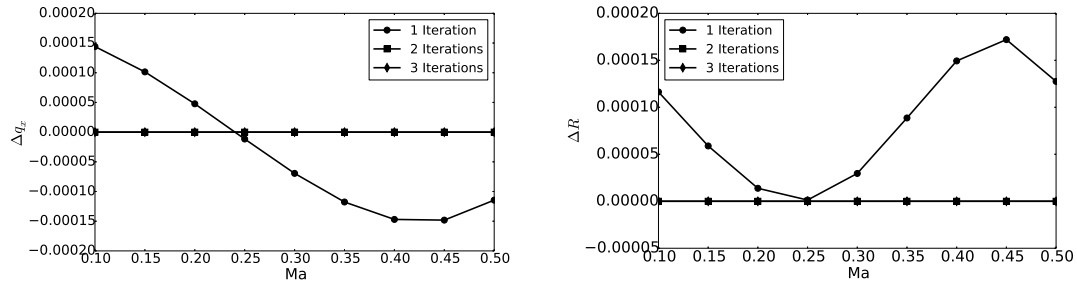 0.00020
0.00015
0.00010
0.00005
0.00000
−0.00005
−0.00010
−0.00015
−0.00020
Δq_x
1 Iteration
2 Iterations
3 Iterations
0.10 0.15 0.20 0.25 0.30 0.35 0.40 0.45 0.50
Ma
0.00020
0.00015
0.00010
0.00005
0.00000
−0.00005
ΔR
1 Iteration
2 Iterations
3 Iterations
0.10 0.15 0.20 0.25 0.30 0.35 0.40 0.45 0.50
Ma